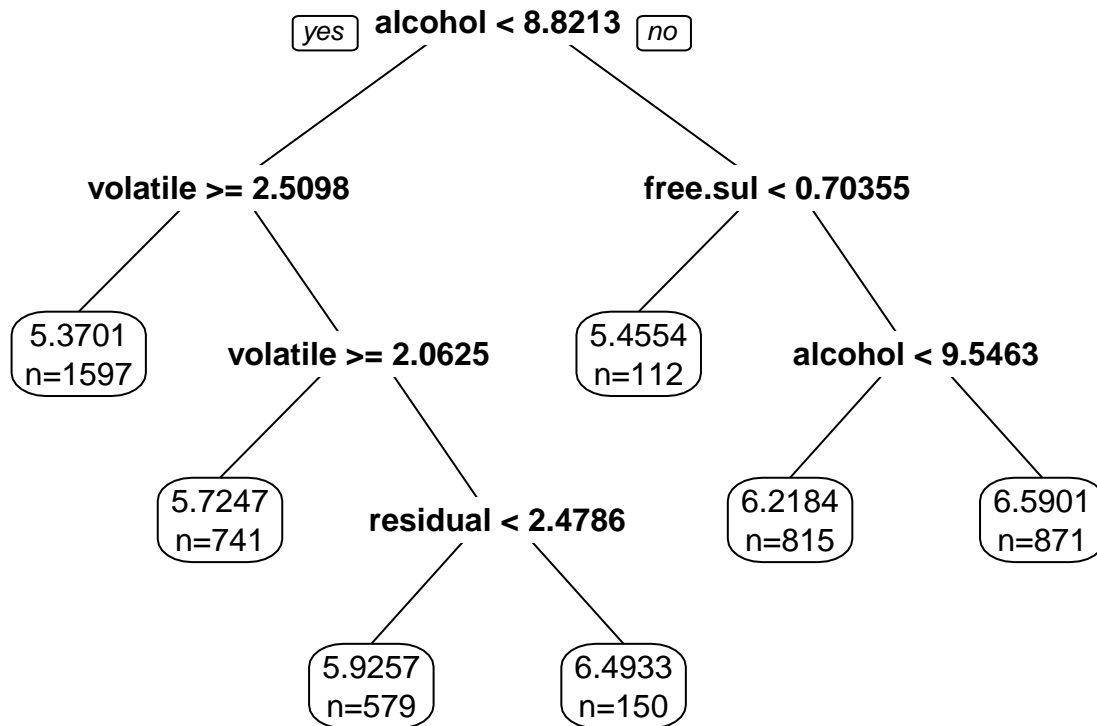 yes alcohol < 8.8213 no
volatile >= 2.5098 free.sul < 0.70355
5.3701
n=1597
volatile >= 2.0625
5.4554
n=112
alcohol < 9.5463
5.7247
n=741
residual < 2.4786
6.2184
n=815
6.5901
n=871
5.9257
n=579
6.4933
n=150